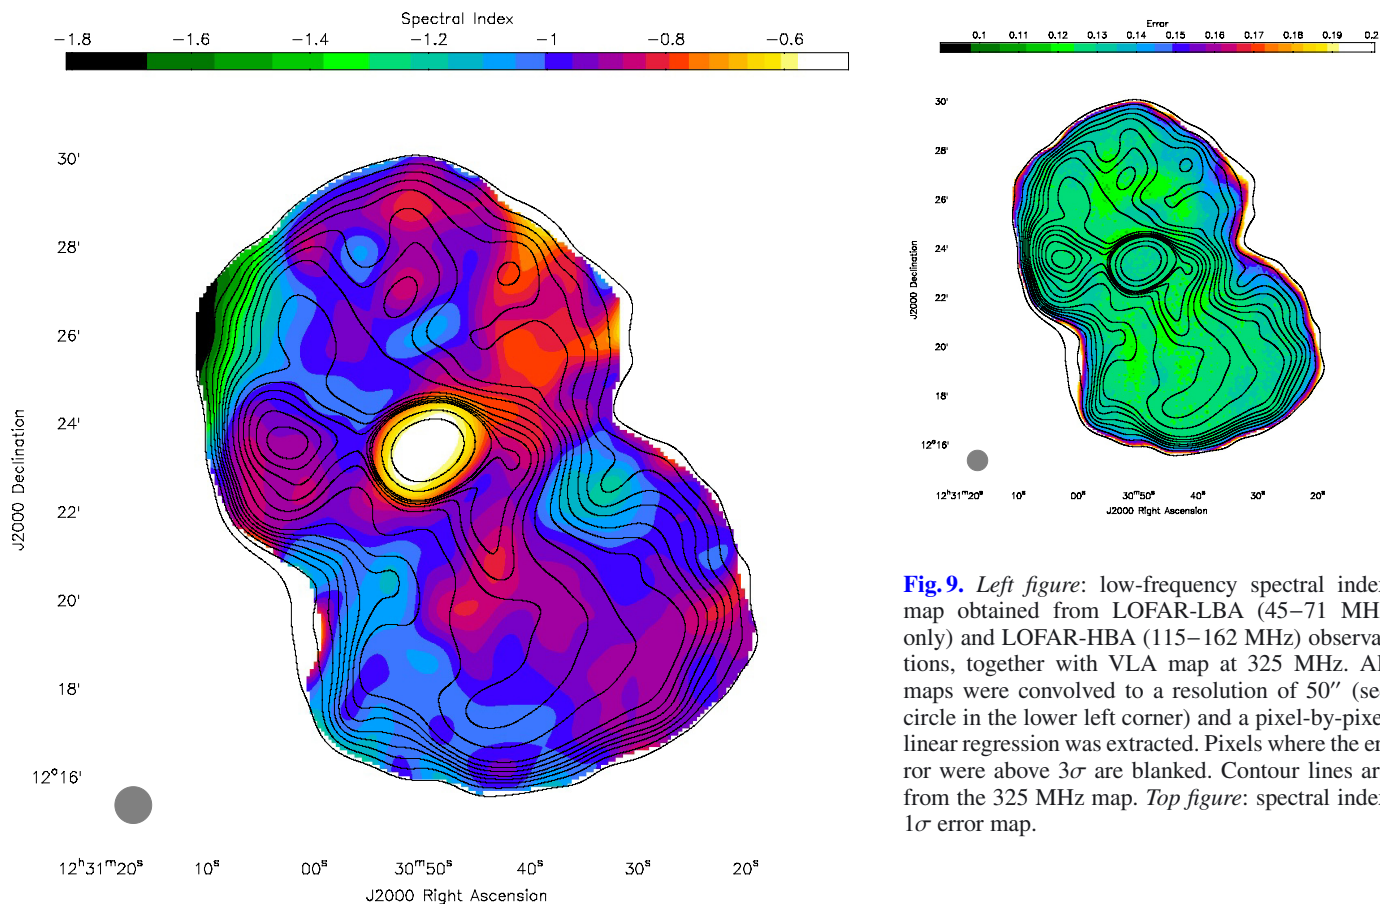 Spectral Index
-1.8 -1.6 -1.4 -1.2 -1 -0.8 -0.6
30'
28'
26'
24'
22'
20'
18'
12°16'
J2000 Declination
12ʰ31ᵐ20ˢ 10ˢ 00ˢ 30ᵐ50ˢ 40ˢ 30ˢ 20ˢ
J2000 Right Ascension
Error
0.1 0.11 0.12 0.13 0.14 0.15 0.16 0.17 0.18 0.19 0.2
30'
28'
26'
24'
22'
20'
18'
12°16'
J2000 Declination
12ʰ31ᵐ20ˢ 10ˢ 00ˢ 30ᵐ50ˢ 40ˢ 30ˢ 20ˢ
J2000 Right Ascension
Fig. 9. Left figure: low-frequency spectral index
map obtained from LOFAR-LBA (45–71 MH
only) and LOFAR-HBA (115–162 MHz) observa
tions, together with VLA map at 325 MHz. Al
maps were convolved to a resolution of 50″ (se
circle in the lower left corner) and a pixel-by-pixe
linear regression was extracted. Pixels where the er
ror were above 3σ are blanked. Contour lines ar
from the 325 MHz map. Top figure: spectral index
1σ error map.